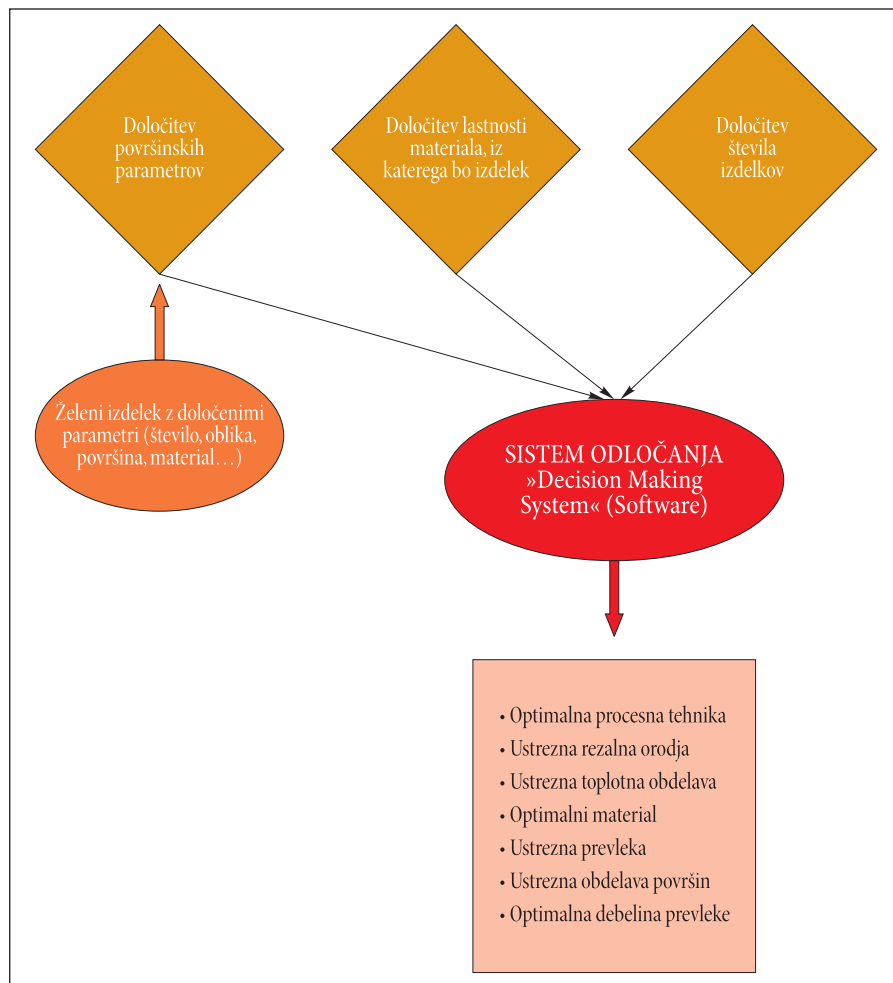 Določitev
površinskih
parametrov
Določitev lastnosti
materiala, iz
katerega bo izdelek
Določitev
števila
izdelkov
Želeni izdelek z določenimi
parametri (število, oblika,
površina, material…)
SISTEM ODLOČANJA
»Decision Making
System« (Software)
• Optimalna procesna tehnika
• Ustrezna rezalna orodja
• Ustrezna toplotna obdelava
• Optimalni material
• Ustrezna prevleka
• Ustrezna obdelava površin
• Optimalna debelina prevleke